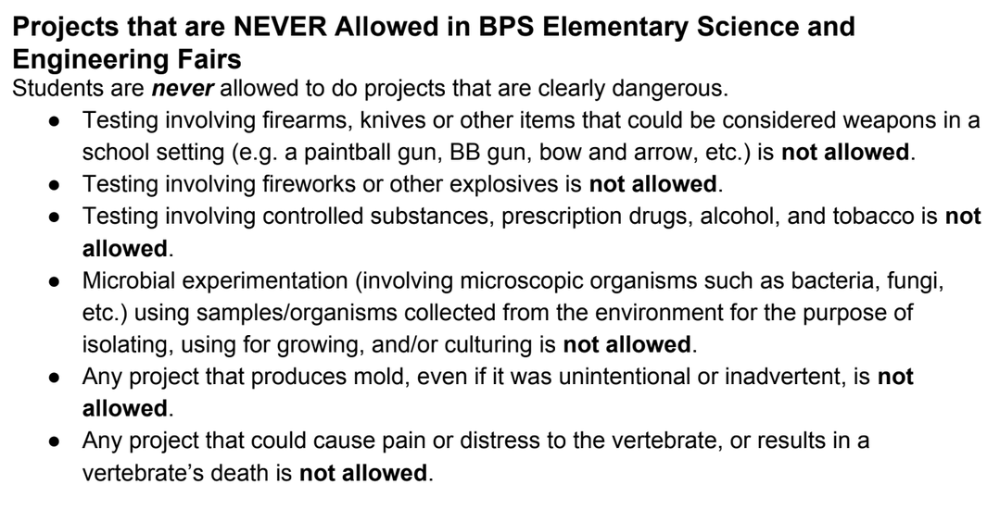 Projects that are NEVER Allowed in BPS Elementary Science and
Engineering Fairs
Students are never allowed to do projects that are clearly dangerous.
● Testing involving firearms, knives or other items that could be considered weapons in a
school setting (e.g. a paintball gun, BB gun, bow and arrow, etc.) is not allowed.
● Testing involving fireworks or other explosives is not allowed.
● Testing involving controlled substances, prescription drugs, alcohol, and tobacco is not
allowed.
● Microbial experimentation (involving microscopic organisms such as bacteria, fungi,
etc.) using samples/organisms collected from the environment for the purpose of
isolating, using for growing, and/or culturing is not allowed.
● Any project that produces mold, even if it was unintentional or inadvertent, is not
allowed.
● Any project that could cause pain or distress to the vertebrate, or results in a
vertebrate’s death is not allowed.